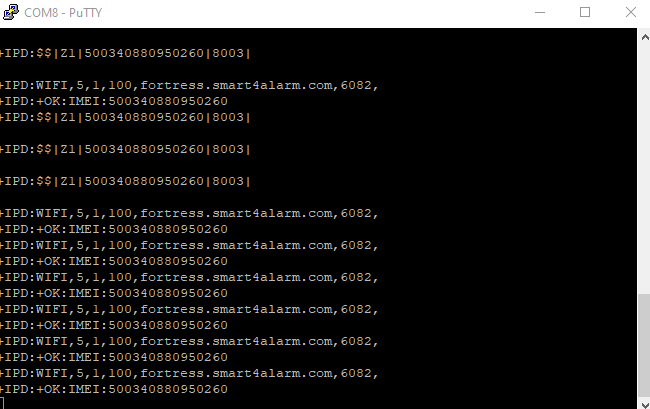 COM8 - PuTTY
+IPD:$$|Z1|500340880950260|8003|
+IPD:WIFI,5,1,100,fortress.smart4alarm.com,6082,
+IPD:+OK:IMEI:500340880950260
+IPD:$$|Z1|500340880950260|8003|
+IPD:$$|Z1|500340880950260|8003|
+IPD:$$|Z1|500340880950260|8003|
+IPD:WIFI,5,1,100,fortress.smart4alarm.com,6082,
+IPD:+OK:IMEI:500340880950260
+IPD:WIFI,5,1,100,fortress.smart4alarm.com,6082,
+IPD:+OK:IMEI:500340880950260
+IPD:WIFI,5,1,100,fortress.smart4alarm.com,6082,
+IPD:+OK:IMEI:500340880950260
+IPD:WIFI,5,1,100,fortress.smart4alarm.com,6082,
+IPD:+OK:IMEI:500340880950260
+IPD:WIFI,5,1,100,fortress.smart4alarm.com,6082,
+IPD:+OK:IMEI:500340880950260
+IPD:WIFI,5,1,100,fortress.smart4alarm.com,6082,
+IPD:+OK:IMEI:500340880950260